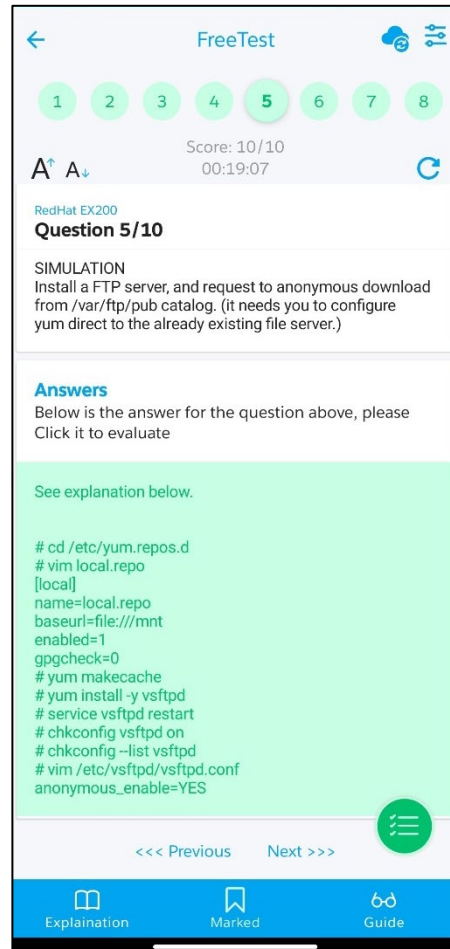 FreeTest
1 2 3 4 5 6 7 8
A A
Score: 10/10
00:19:07
RedHat EX200
Question 5/10
SIMULATION
Install a FTP server, and request to anonymous download
from /var/ftp/pub catalog. (it needs you to configure
yum direct to the already existing file server.)
Answers
Below is the answer for the question above, please
Click it to evaluate
See explanation below.
# cd /etc/yum.repos.d
# vim local.repo
[local]
name=local.repo
baseurl=file:///mnt
enabled=1
gpgcheck=0
# yum makecache
# yum install -y vsftpd
# service vsftpd restart
# chkconfig vsftpd on
# chkconfig --list vsftpd
# vim /etc/vsftpd/vsftpd.conf
anonymous_enable=YES
<<< Previous Next >>>
Explaination Marked Guide